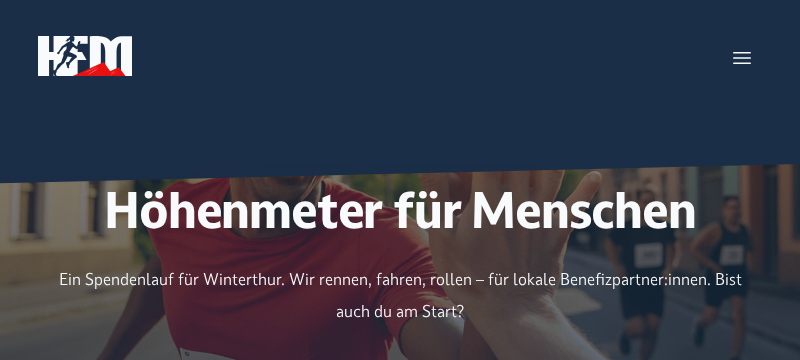 HFM
Höhenmeter für Menschen
Ein Spendenlauf für Winterthur. Wir rennen, fahren, rollen – für lokale Benefizpartner:innen. Bist
auch du am Start?